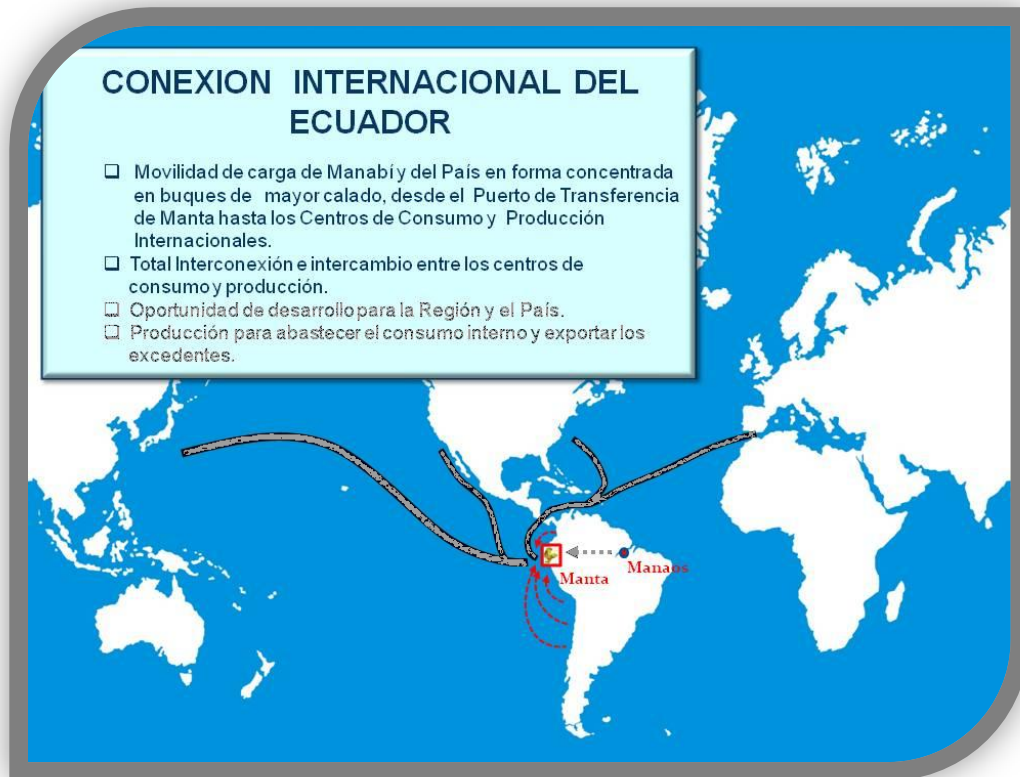 CONEXION INTERNACIONAL DEL
ECUADOR
Movilidad de carga de Manabí y del País en forma concentrada
en buques de mayor calado, desde el Puerto de Transferencia
de Manta hasta los Centros de Consumo y Producción
Internacionales.
Total Interconexión e intercambio entre los centros de
consumo y producción.
Oportunidad de desarrollo para la Región y el País.
Producción para abastecer el consumo interno y exportar los
excedentes.
Manaos
Manta